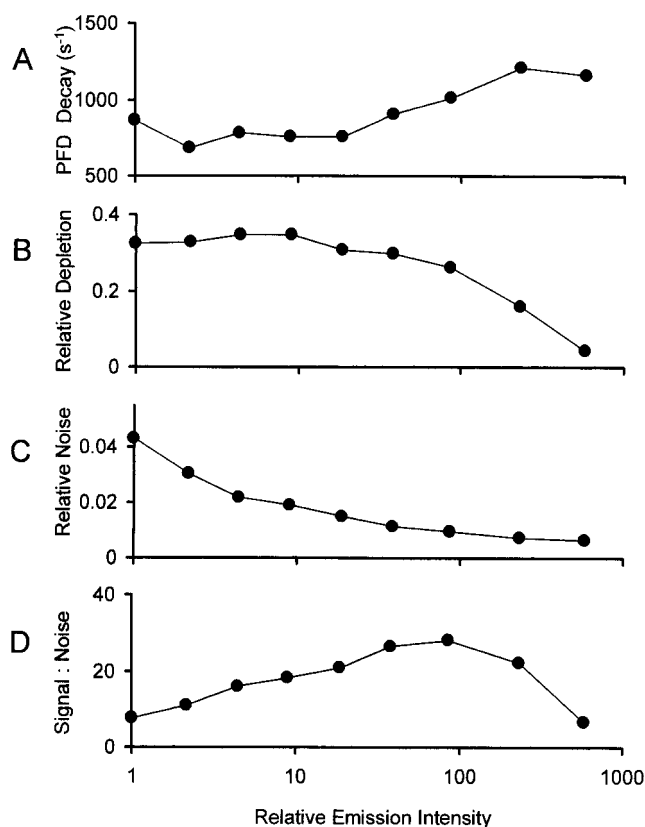 A
PFD Decay (s⁻¹)
1500
1000
500
B
Relative Depletion
0.4
0.2
0
C
Relative Noise
0.04
0.02
0
D
Signal : Noise
40
20
0
1 10 100 1000
Relative Emission Intensity